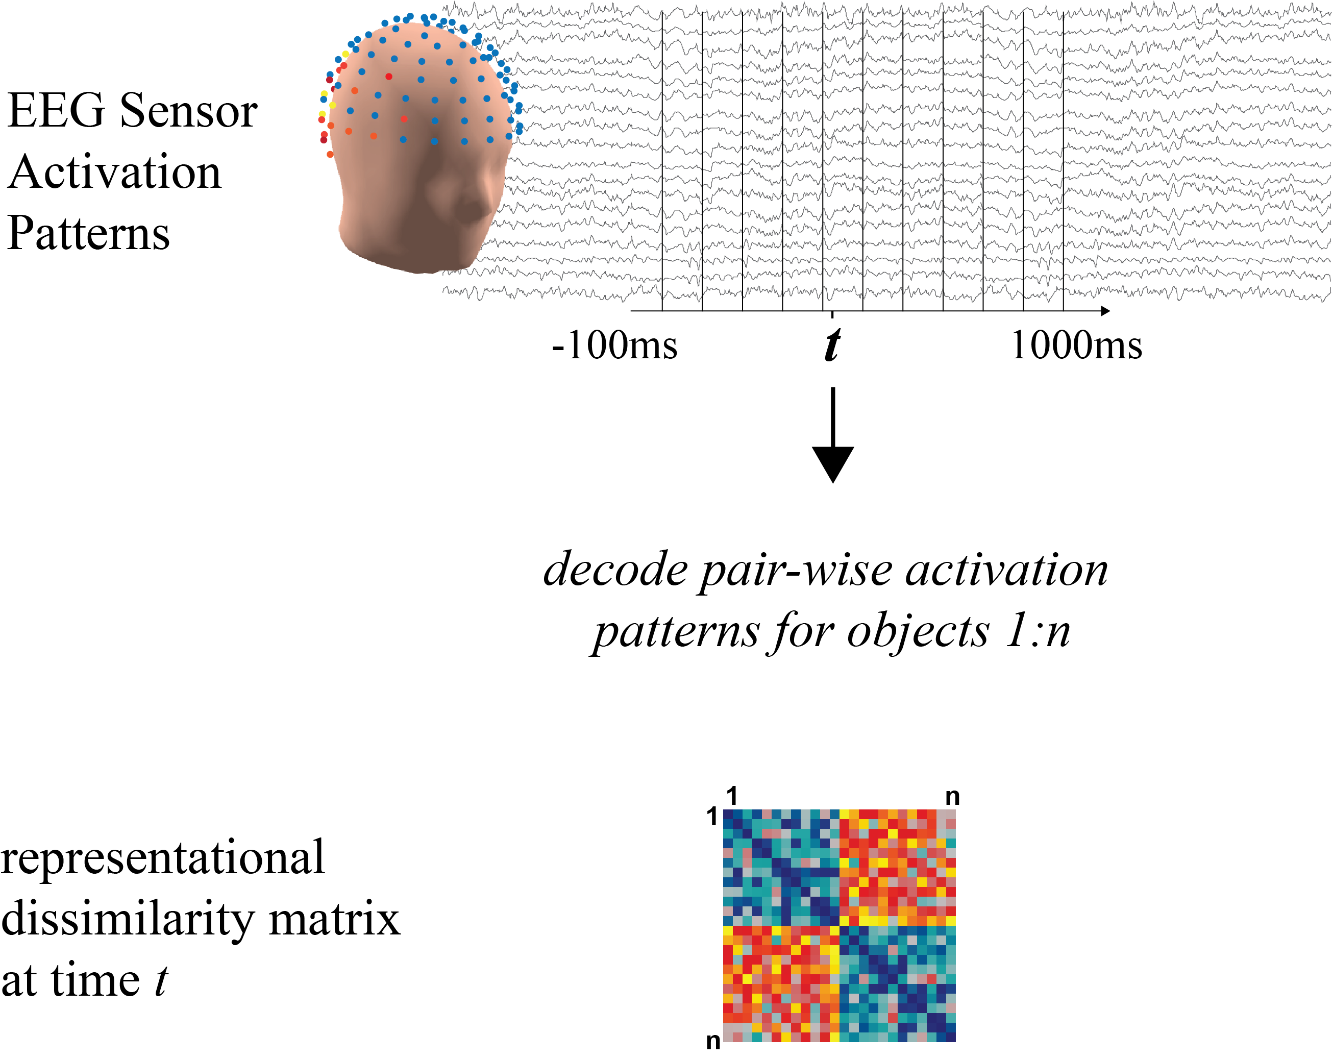 EEG Sensor
Activation
Patterns
-100ms t 1000ms
decode pair-wise activation
patterns for objects 1:n
1 n
1
representational
dissimilarity matrix
at time t
n